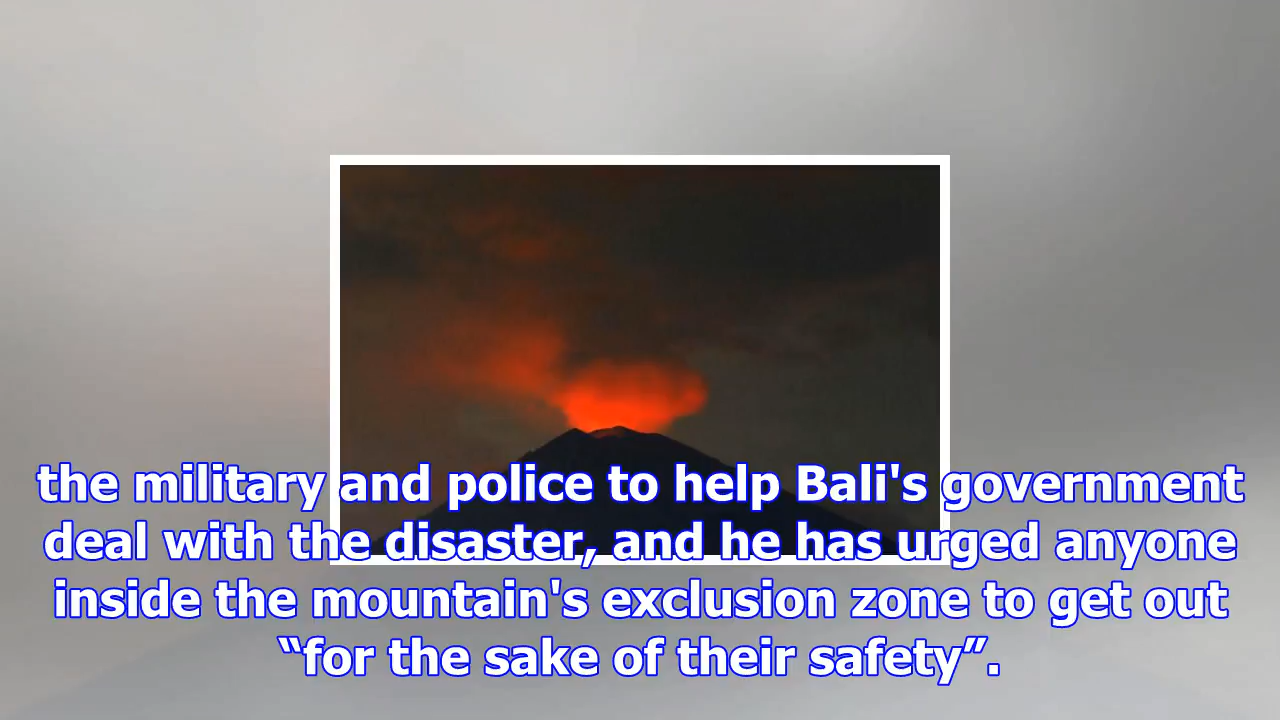 the military and police to help Bali's government
deal with the disaster, and he has urged anyone
inside the mountain's exclusion zone to get out
“for the sake of their safety”.